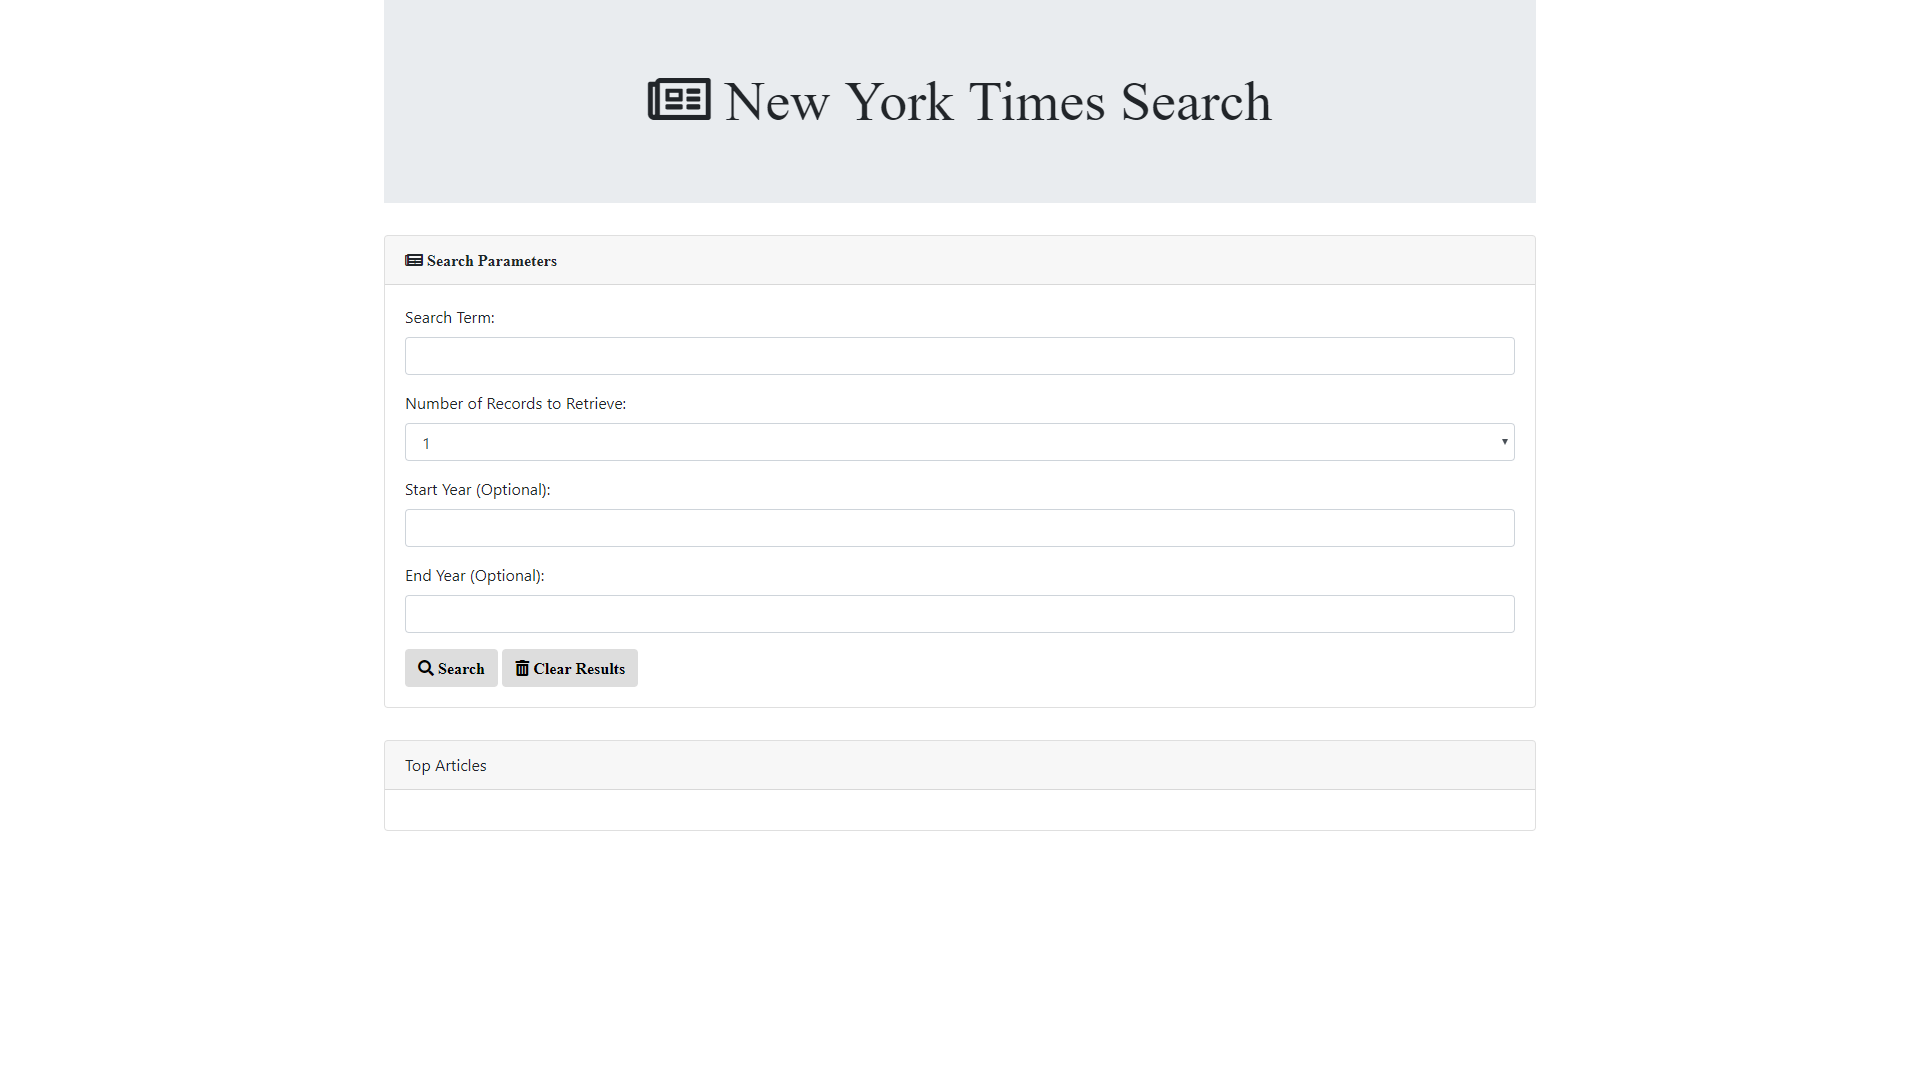 New York Times Search
Search Parameters
Search Term:
Number of Records to Retrieve:
1
Start Year (Optional):
End Year (Optional):
Search Clear Results
Top Articles